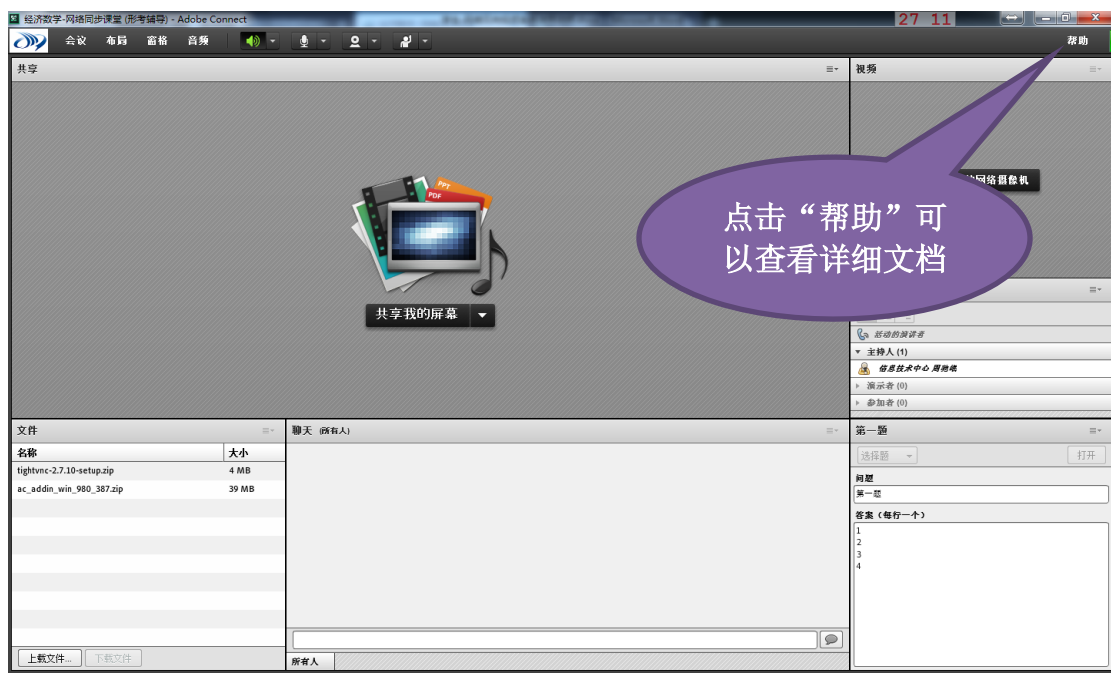 经济数学-网络同步课堂 (形考辅导) - Adobe Connect
27 11
会议 布局 窗格 音频
帮助
共享
视频
PPT
PDF
网络摄像机
点击“帮助”可
以查看详细文档
共享我的屏幕
活动的演讲者
主持人 (1)
信息技术中心
演示者 (0)
参加者 (0)
文件
聊天 (所有人)
第一题
名称 大小
选择题
打开
tightvnc-2.7.10-setup.zip 4 MB
ac_addin_win_980_387.zip 39 MB
问题
第一题
答案（每行一个）
1
2
3
4
上载文件... 下载文件
所有人